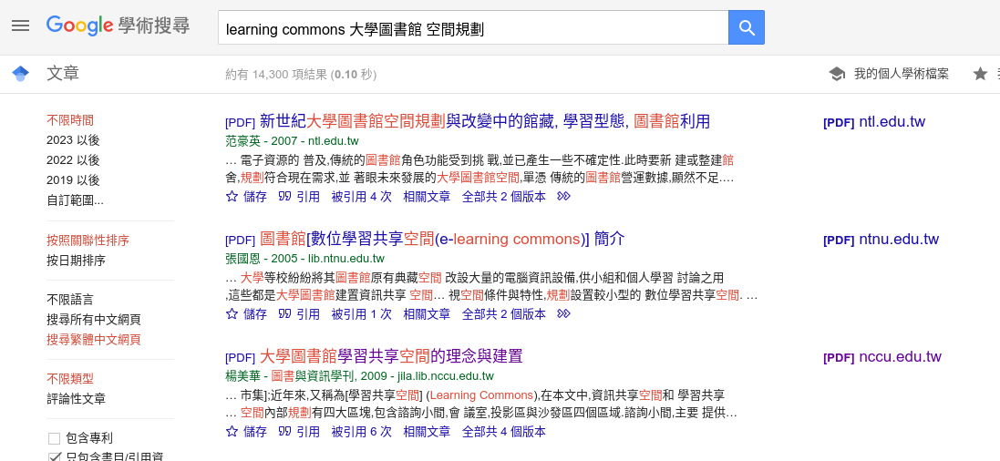 Google 學術搜尋
learning commons 大學圖書館 空間規劃
文章
約有 14,300 項結果 (0.10 秒)
我的個人學術檔案
不限時間
2023 以後
2022 以後
2019 以後
自訂範圍...
按照關聯性排序
按日期排序
不限語言
搜尋所有中文網頁
搜尋繁體中文網頁
不限類型
評論性文章
包含專利
只包含書目/引用資
[PDF] 新世紀大學圖書館空間規劃與改變中的館藏, 學習型態, 圖書館利用
范豪英 - 2007 - ntl.edu.tw
… 電子資源的 普及,傳統的圖書館角色功能受到挑 戰,並已產生一些不確定性.此時要新 建或整建館
舍,規劃符合現在需求,並 著眼未來發展的大學圖書館空間,單憑 傳統的圖書館營運數據,顯然不足.…
儲存 引用 被引用 4 次 相關文章 全部共 2 個版本
[PDF] ntl.edu.tw
[PDF] 圖書館[數位學習共享空間(e-learning commons)] 簡介
張國恩 - 2005 - lib.ntnu.edu.tw
… 大學等校紛紛將其圖書館原有典藏空間 改設大量的電腦資訊設備,供小組和個人學習 討論之用
,這些都是大學圖書館建置資訊共享 空間… 視空間條件與特性,規劃設置較小型的 數位學習共享空間. …
儲存 引用 被引用 1 次 相關文章 全部共 2 個版本
[PDF] ntnu.edu.tw
[PDF] 大學圖書館學習共享空間的理念與建置
楊美華 - 圖書與資訊學刊, 2009 - jila.lib.nccu.edu.tw
… 市集];近年來,又稱為[學習共享空間] (Learning Commons),在本文中,資訊共享空間和 學習共享
… 空間內部規劃有四大區塊,包含諮詢小間,會 議室,投影區與沙發區四個區域.諮詢小間,主要 提供…
儲存 引用 被引用 6 次 相關文章 全部共 4 個版本
[PDF] nccu.edu.tw